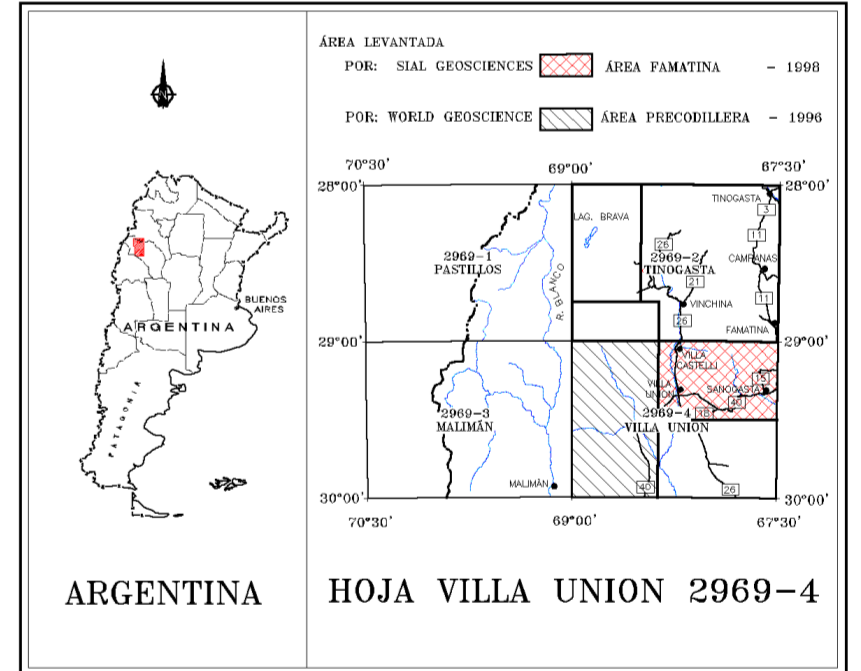 ÁREA LEVANTADA
POR: SIAL GEOSCIENCES ÁREA FAMATINA - 1998
POR: WORLD GEOSCIENCE ÁREA PRECODILLERA - 1996
N
70°30' 69°00' 67°30'
28°00' 28°00'
TINOGASTA
3
LAG. BRAVA
11
26
2969-1
PASTILLOS
2969-2
TINOGASTA
CAMPANAS
21
R. BLANCO
11
VINCHINA
26
FAMATINA
29°00' 29°00'
VILLA
CASTELLI
VILLA
UNION
SANOGASTA
15
40
2969-3
MALIMÁN
2969-4
VILLA UNION
MALIMÁN
40
26
30°00' 30°00'
70°30' 69°00' 67°30'
BUENOS
AIRES
ARGENTINA
PATAGONIA
ARGENTINA
HOJA VILLA UNION 2969-4